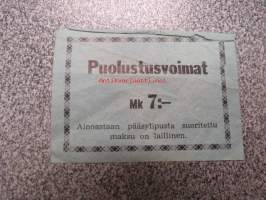 Puolustusvoimat
Mk 7:-
Ainoastaan pääsylipusta suoritettu
maksu on laillinen.